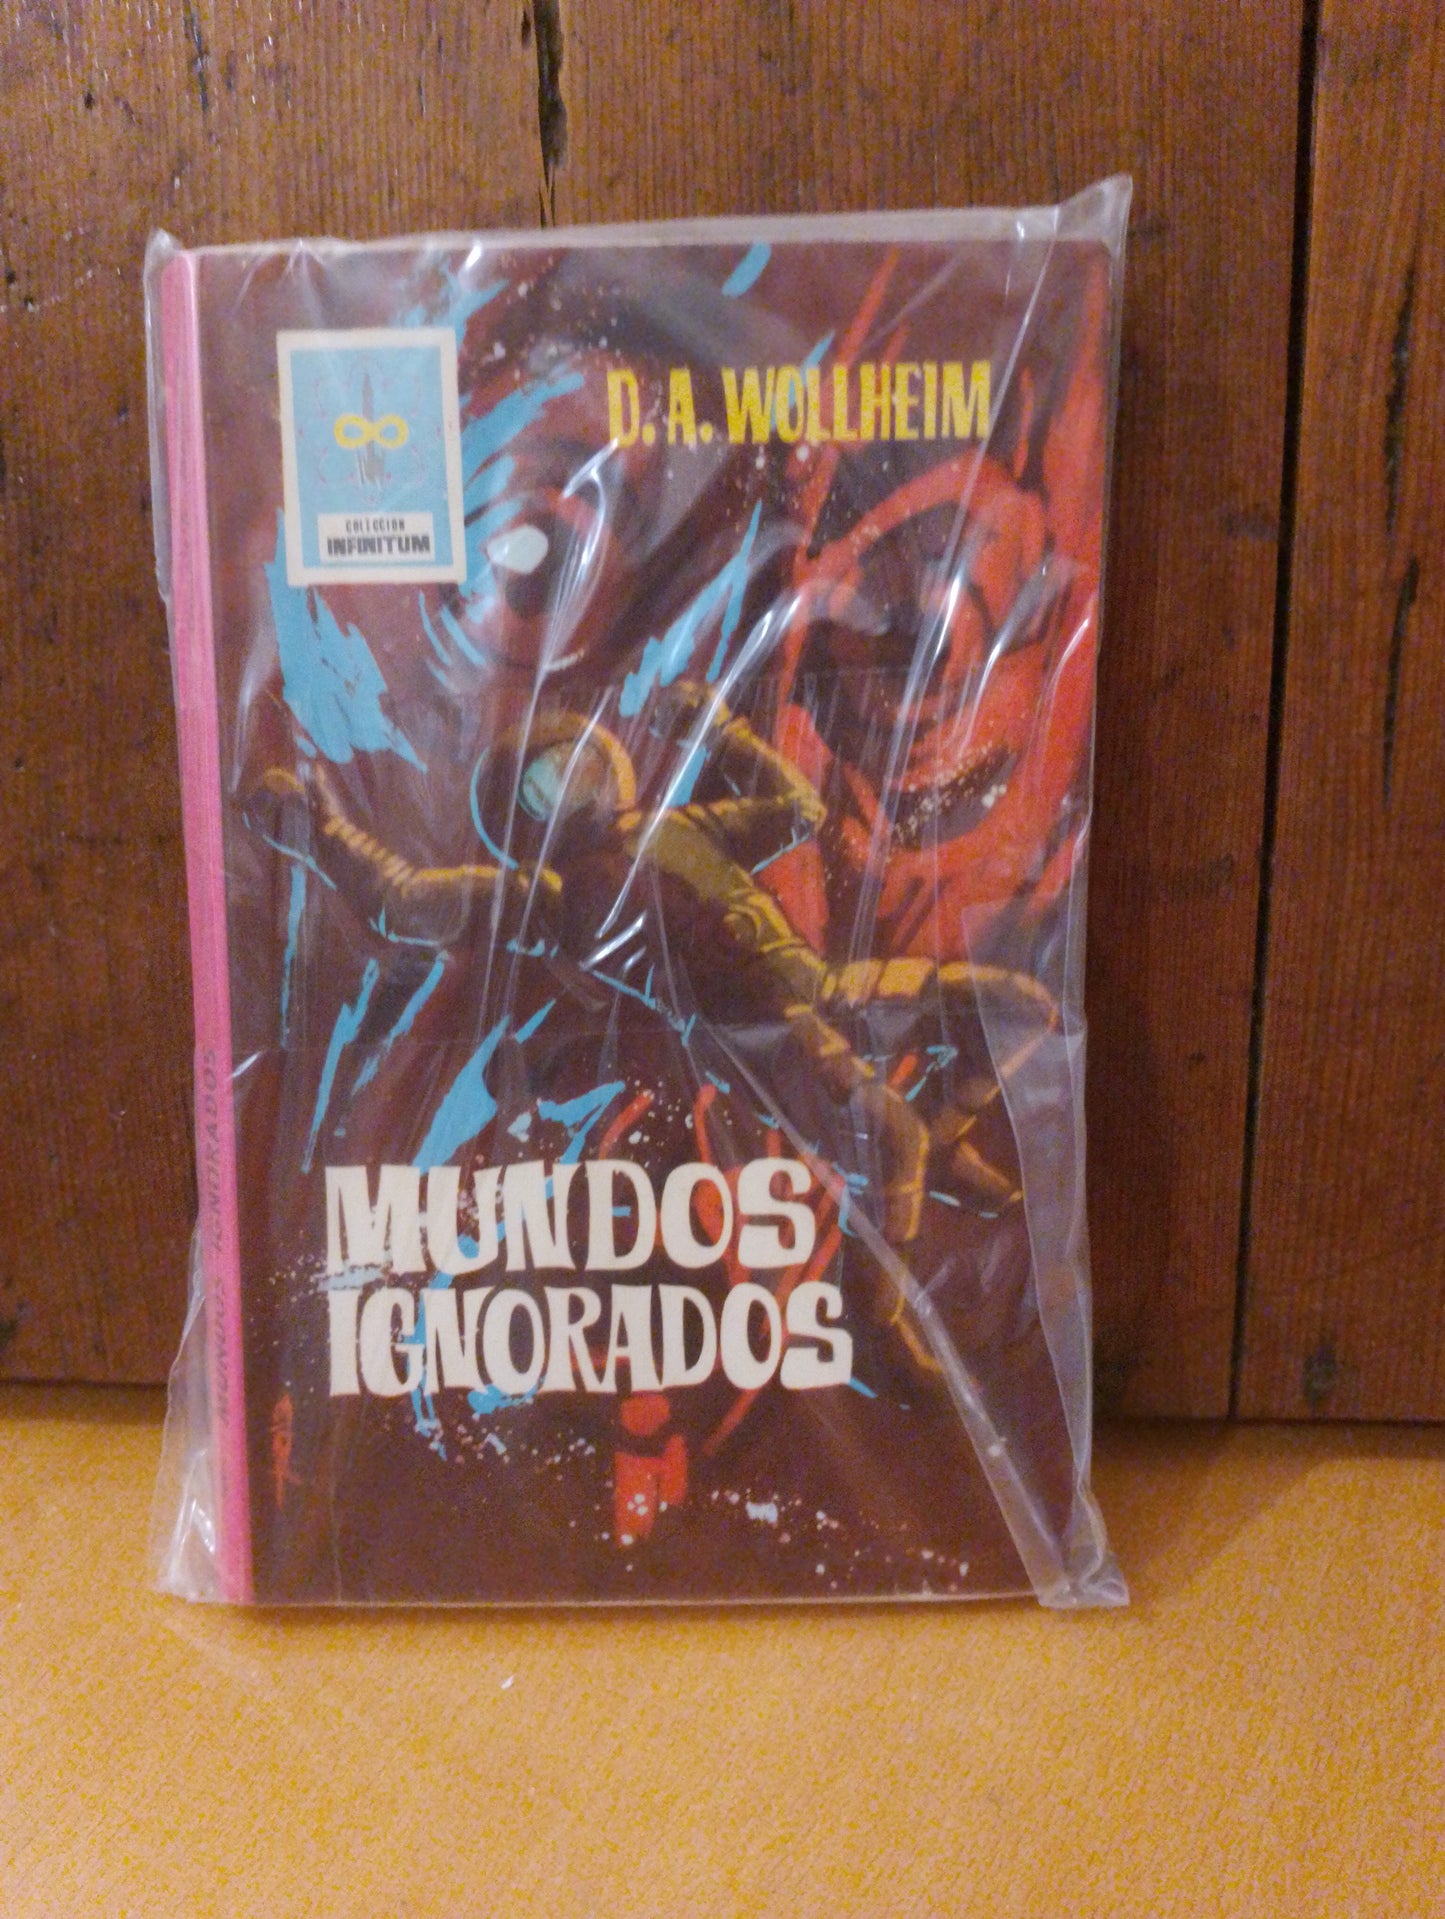 D. A. WOLLHEIM
COLECCION
INFINITUM
MUNDOS
IGNORADOS
MUNDOS IGNORADOS